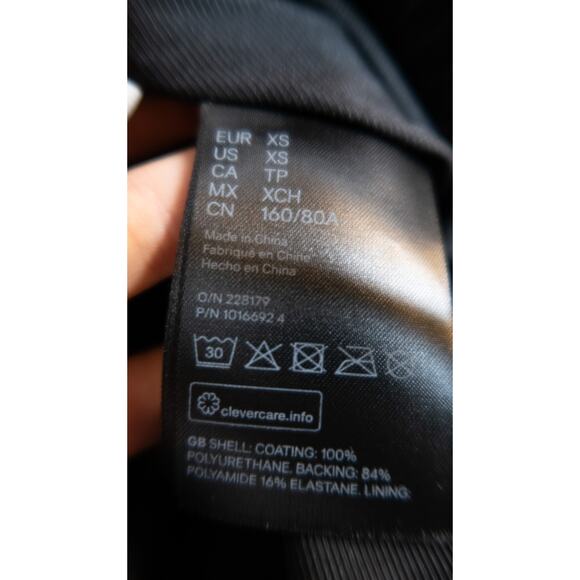 EUR XS
US XS
CA TP
MX XCH
CN 160/80A
Made in China
Fabriqué en Chine
Hecho en China
O/N 228179
P/N 1016692 4
30
clevercare.info
GB SHELL: COATING: 100%
POLYURETHANE. BACKING: 84%
POLYAMIDE 16% ELASTANE. LINING: